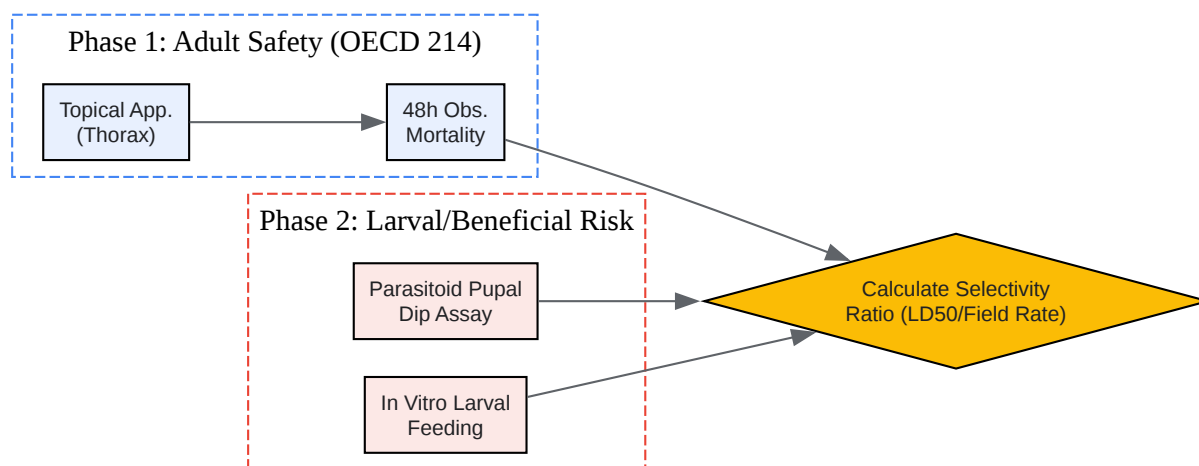 Phase 1: Adult Safety (OECD 214)
Topical App.
(Thorax)
48h Obs.
Mortality
Phase 2: Larval/Beneficial Risk
Parasitoid Pupal
Dip Assay
In Vitro Larval
Feeding
Calculate Selectivity
Ratio (LD50/Field Rate)